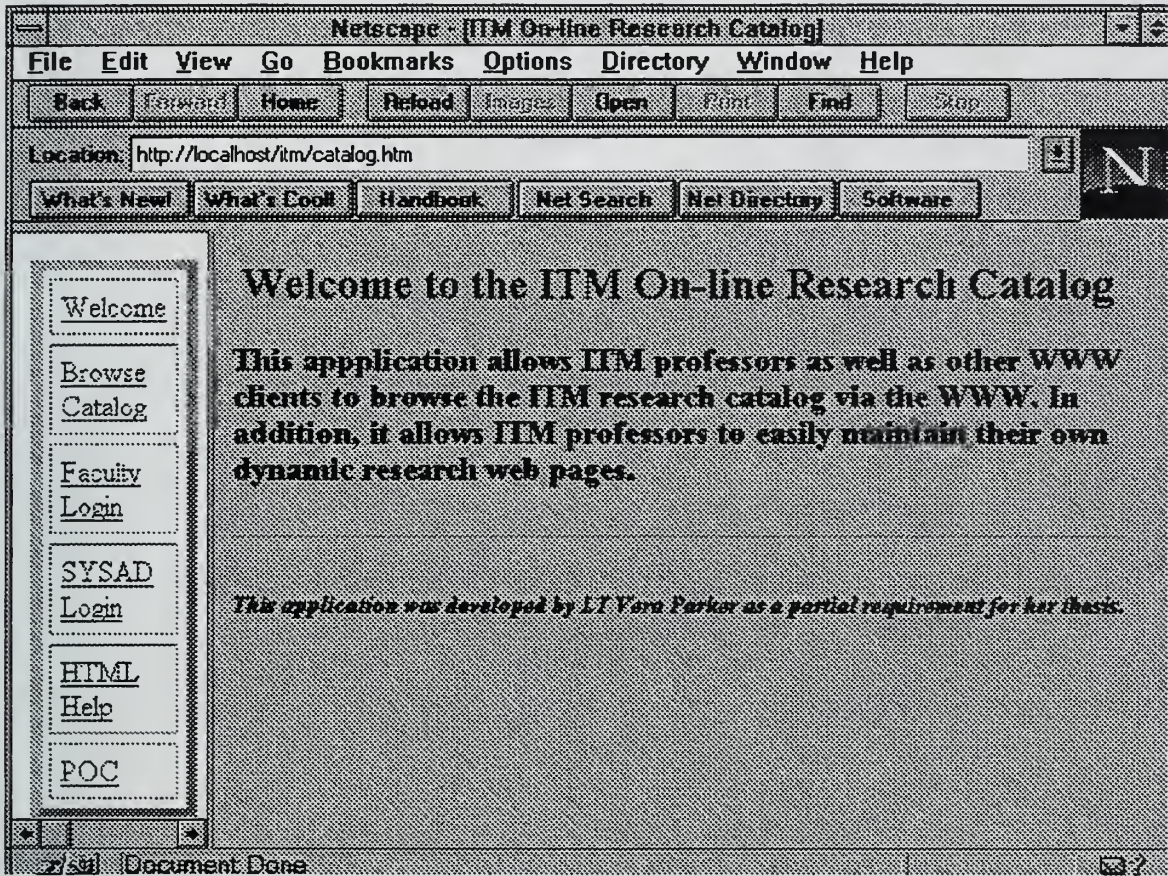 Netscape - [ITM On-line Research Catalog]
File Edit View Go Bookmarks Options Directory Window Help
Back Forward Home Reload Images Open Print Find Stop
Location: http://localhost/itm/catalog.htm
N
What's New! What's Cool! Handbook Net Search Net Directory Software
Welcome
Browse
Catalog
Faculty
Login
SYSAD
Login
HTML
Help
POC
Welcome to the ITM On-line Research Catalog
This appplication allows ITM professors as well as other WWW
clients to browse the ITM research catalog via the WWW. In
addition, it allows ITM professors to easily maintain their own
dynamic research web pages.
This application was developed by LT Vera Parker as a partial requirement for her thesis.
Document Done
?